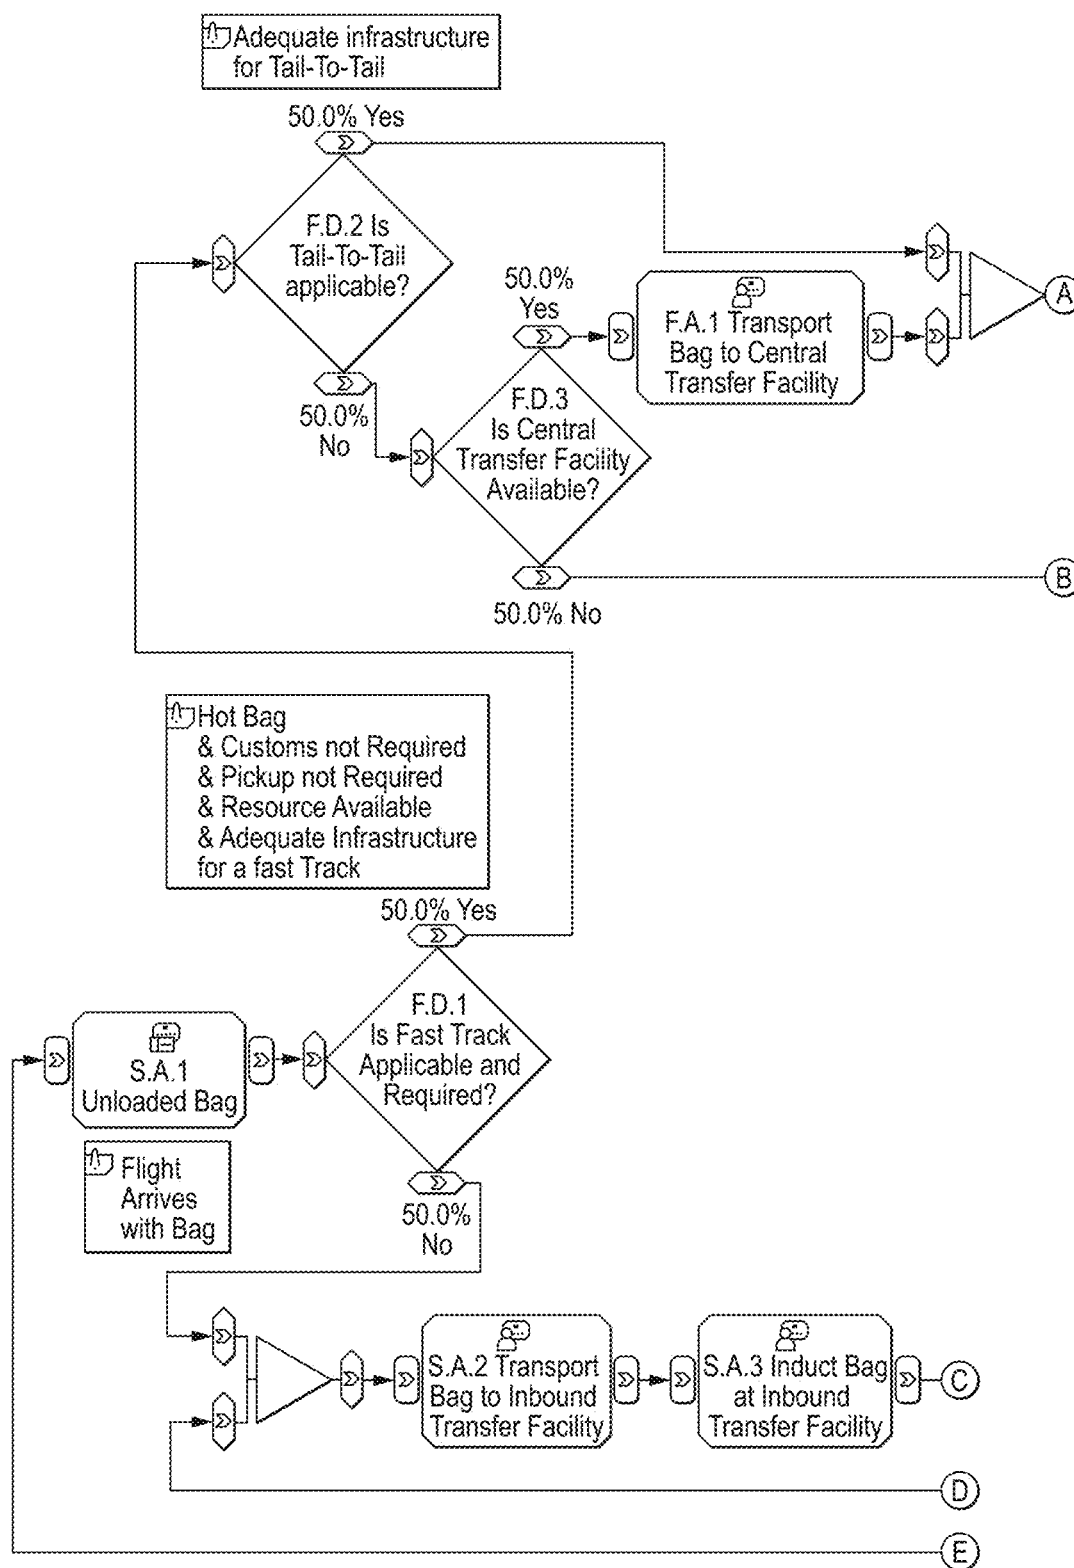 Adequate infrastructure
for Tail-To-Tail
50.0% Yes
F.D.2 Is
Tail-To-Tail
applicable?
50.0%
No
50.0%
Yes
F.D.3
Is Central
Transfer Facility
Available?
50.0% No
F.A.1 Transport
Bag to Central
Transfer Facility
A
B
Hot Bag
& Customs not Required
& Pickup not Required
& Resource Available
& Adequate Infrastructure
for a fast Track
50.0% Yes
F.D.1
Is Fast Track
Applicable and
Required?
50.0%
No
S.A.1
Unloaded Bag
Flight
Arrives
with Bag
S.A.2 Transport
Bag to Inbound
Transfer Facility
S.A.3 Induct Bag
at Inbound
Transfer Facility
C
D
E